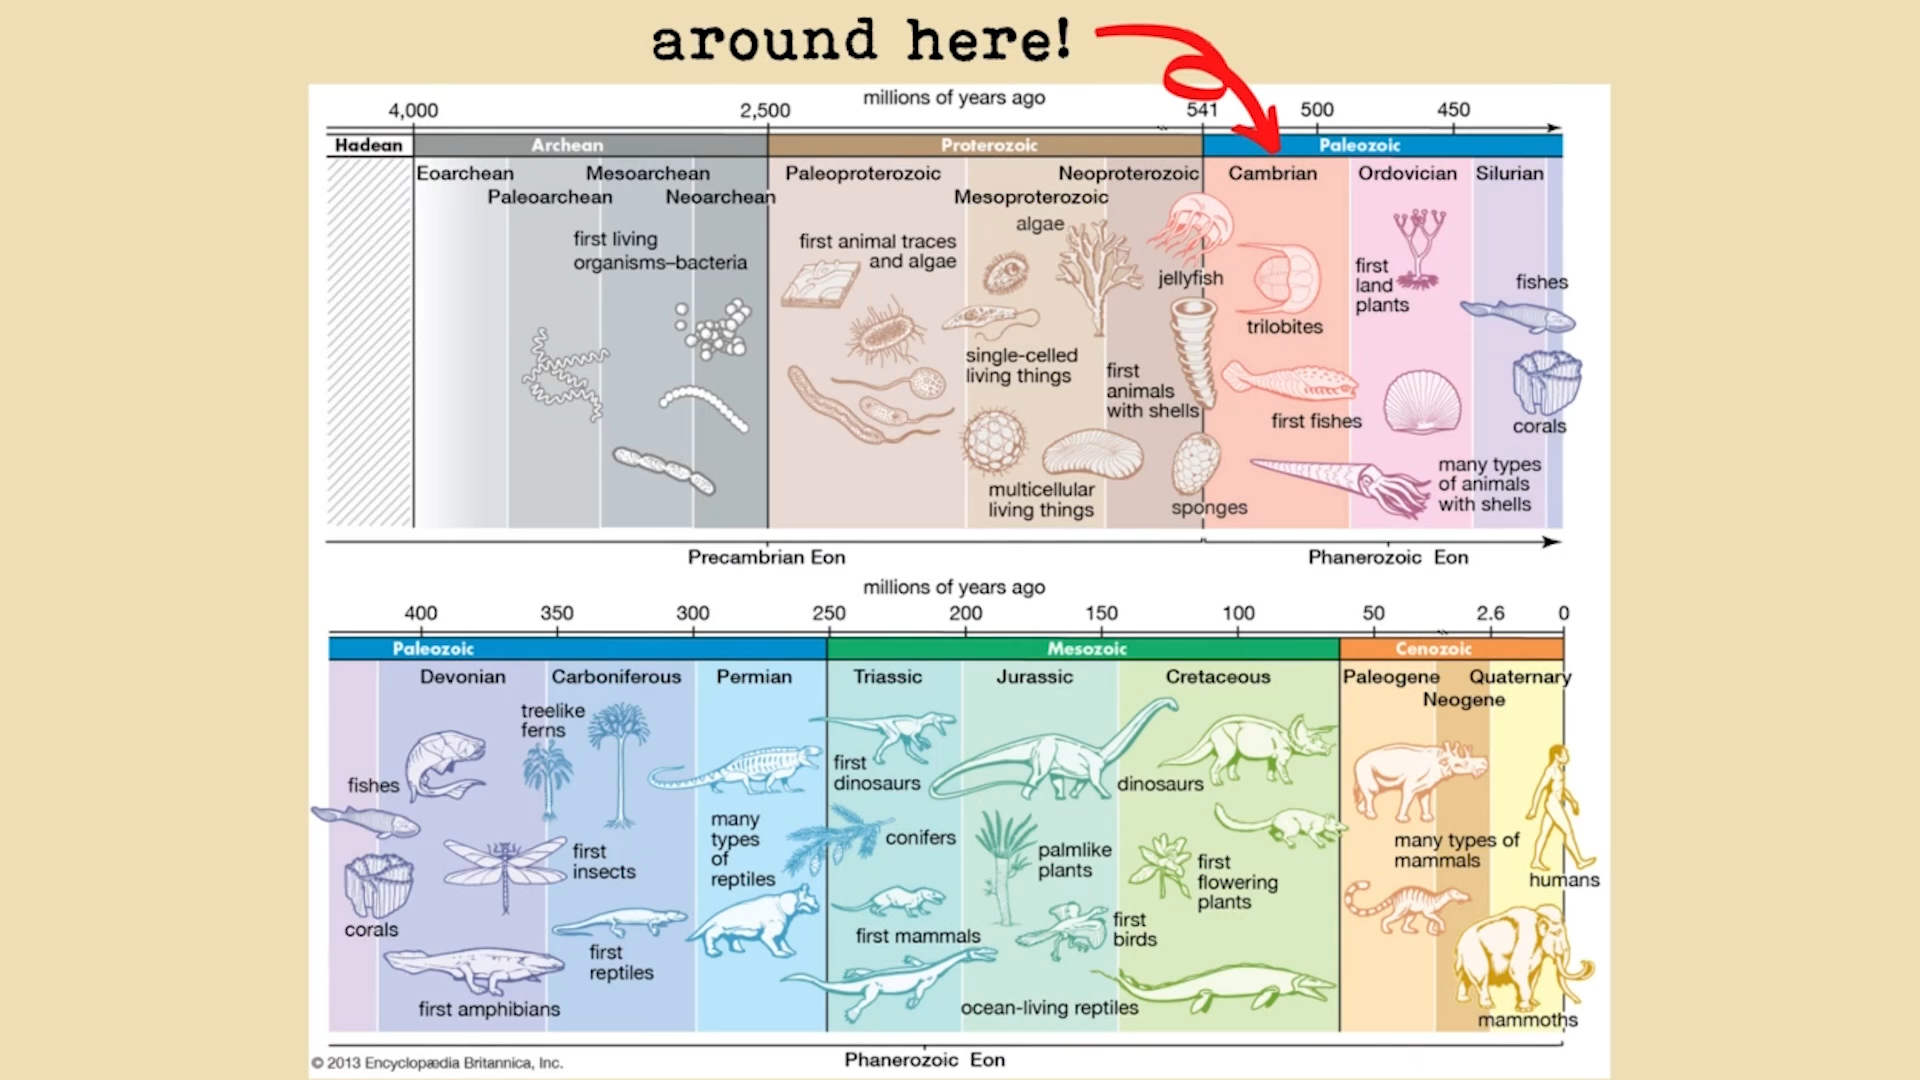 around here!
millions of years ago
4,000
2,500
541
500
450
Hadean
Archean
Proterozoic
Paleozoic
Eoarchean
Mesoarchean
Paleoproterozoic
Neoproterozoic
Cambrian
Ordovician
Silurian
Paleoarchean
Neoarchean
Mesoproterozoic
first living
organisms–bacteria
first animal traces
and algae
algae
single-celled
living things
multicellular
living things
first
animals
with shells
jellyfish
sponges
trilobites
first fishes
first
land
plants
many types
of animals
with shells
fishes
corals
Precambrian Eon
Phanerozoic Eon
millions of years ago
400
350
300
250
200
150
100
50
2.6
0
Paleozoic
Mesozoic
Cenozoic
Devonian
Carboniferous
Permian
Triassic
Jurassic
Cretaceous
Paleogene
Quaternary
Neogene
fishes
corals
first amphibians
treelike
ferns
first
insects
first
reptiles
many
types
of
reptiles
first
dinosaurs
conifers
first mammals
palmlike
plants
first
birds
ocean-living reptiles
dinosaurs
first
flowering
plants
many types of
mammals
humans
mammoths
Phanerozoic Eon
© 2013 Encyclopædia Britannica, Inc.